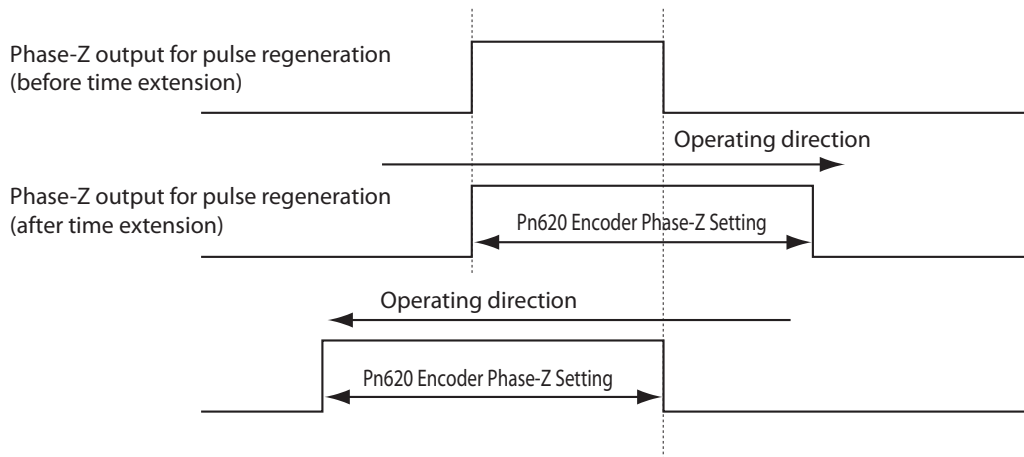 Phase-Z output for pulse regeneration
(before time extension)
Operating direction
Phase-Z output for pulse regeneration
(after time extension)
Pn620 Encoder Phase-Z Setting
Operating direction
Pn620 Encoder Phase-Z Setting